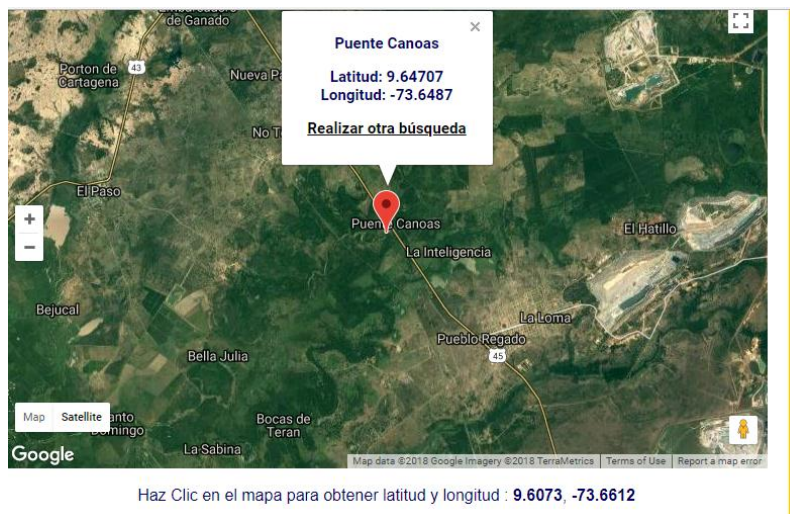 de Ganado
Porton de
Cartagena
43
Nueva
No
El Paso
Puente Canoas
Latitud: 9.64707
Longitud: -73.6487
Realizar otra búsqueda
×
+
−
Puente Canoas
El Hatillo
La Inteligencia
Bejucal
La Loma
Pueblo Regado
45
Bella Julia
Map
Satellite
Domingo
Bocas de
Teran
La Sabina
Google
Map data ©2018 Google Imagery ©2018 TerraMetrics
Terms of Use
Report a map error
Haz Clic en el mapa para obtener latitud y longitud : 9.6073, -73.6612